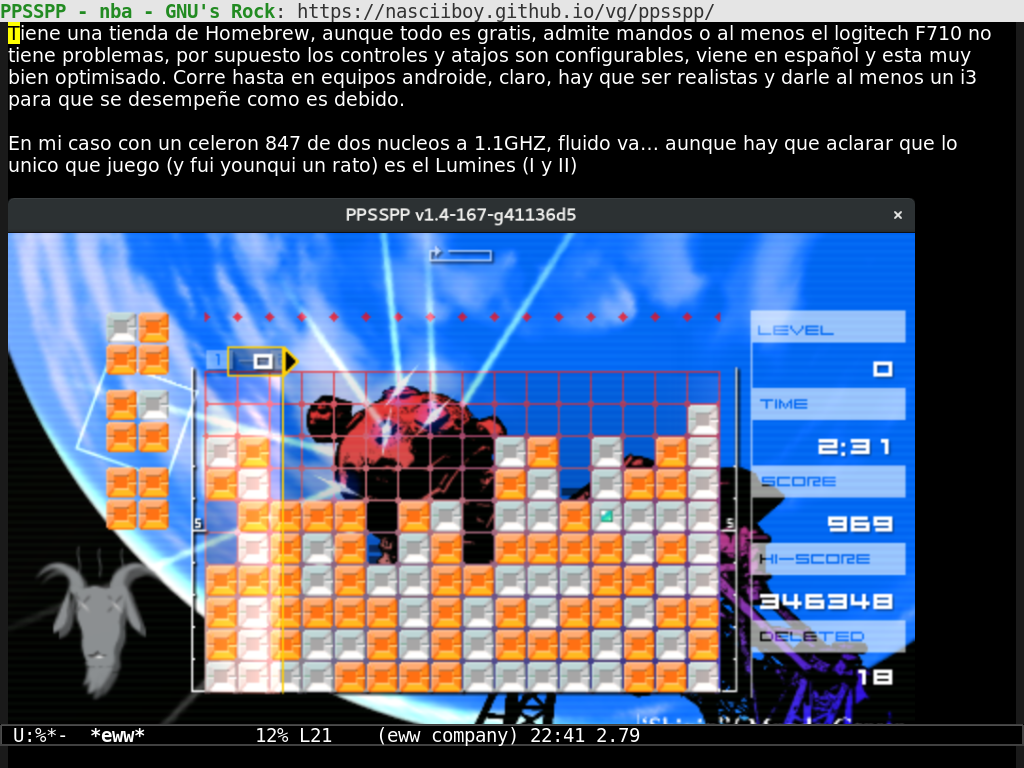 PPSSPP - nba - GNU's Rock: https://nasciiboy.github.io/vg/ppsspp/
Tiene una tienda de Homebrew, aunque todo es gratis, admite mandos o al menos el logitech F710 no
tiene problemas, por supuesto los controles y atajos son configurables, viene en español y esta muy
bien optimisado. Corre hasta en equipos androide, claro, hay que ser realistas y darle al menos un i3
para que se desempeñe como es debido.
En mi caso con un celeron 847 de dos nucleos a 1.1GHZ, fluido va... aunque hay que aclarar que lo
unico que juego (y fui younqui un rato) es el Lumines (I y II)
PPSSPP v1.4-167-g41136d5 ×
LEVEL
0
TIME
2:31
SCORE
969
HI-SCORE
346348
DELETED
18
1 0
5 5
U:%*- *eww* 12% L21 (eww company) 22:41 2.79